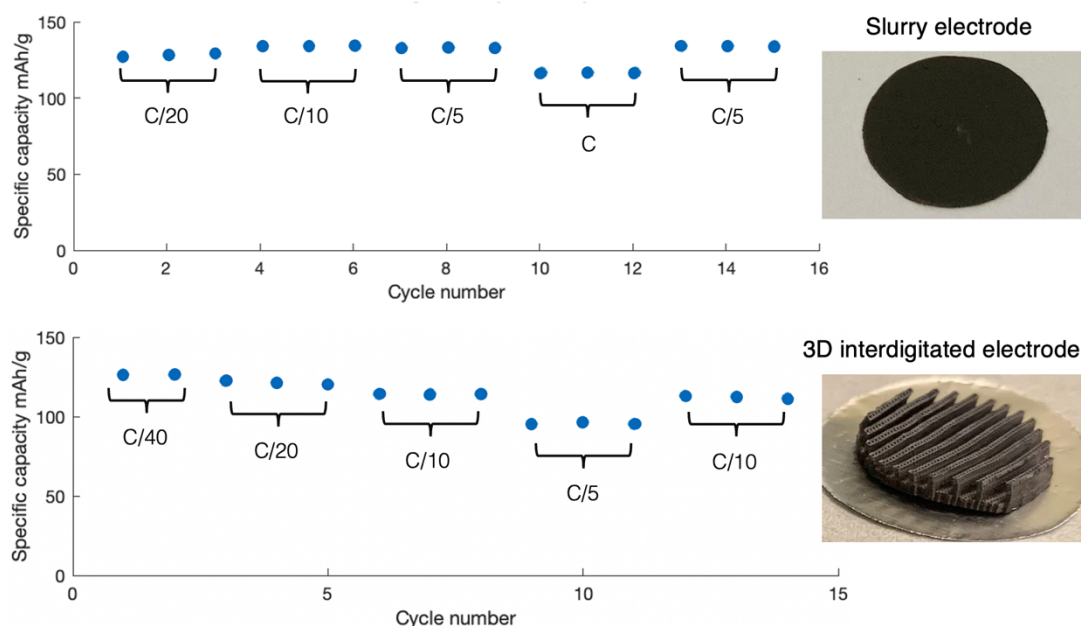 Slurry electrode
Specific capacity mAh/g
150
100
50
0
C/20
C/10
C/5
C
C/5
0
2
4
6
8
10
12
14
16
Cycle number
3D interdigitated electrode
Specific capacity mAh/g
150
100
50
0
C/40
C/20
C/10
C/5
C/10
0
5
10
15
Cycle number